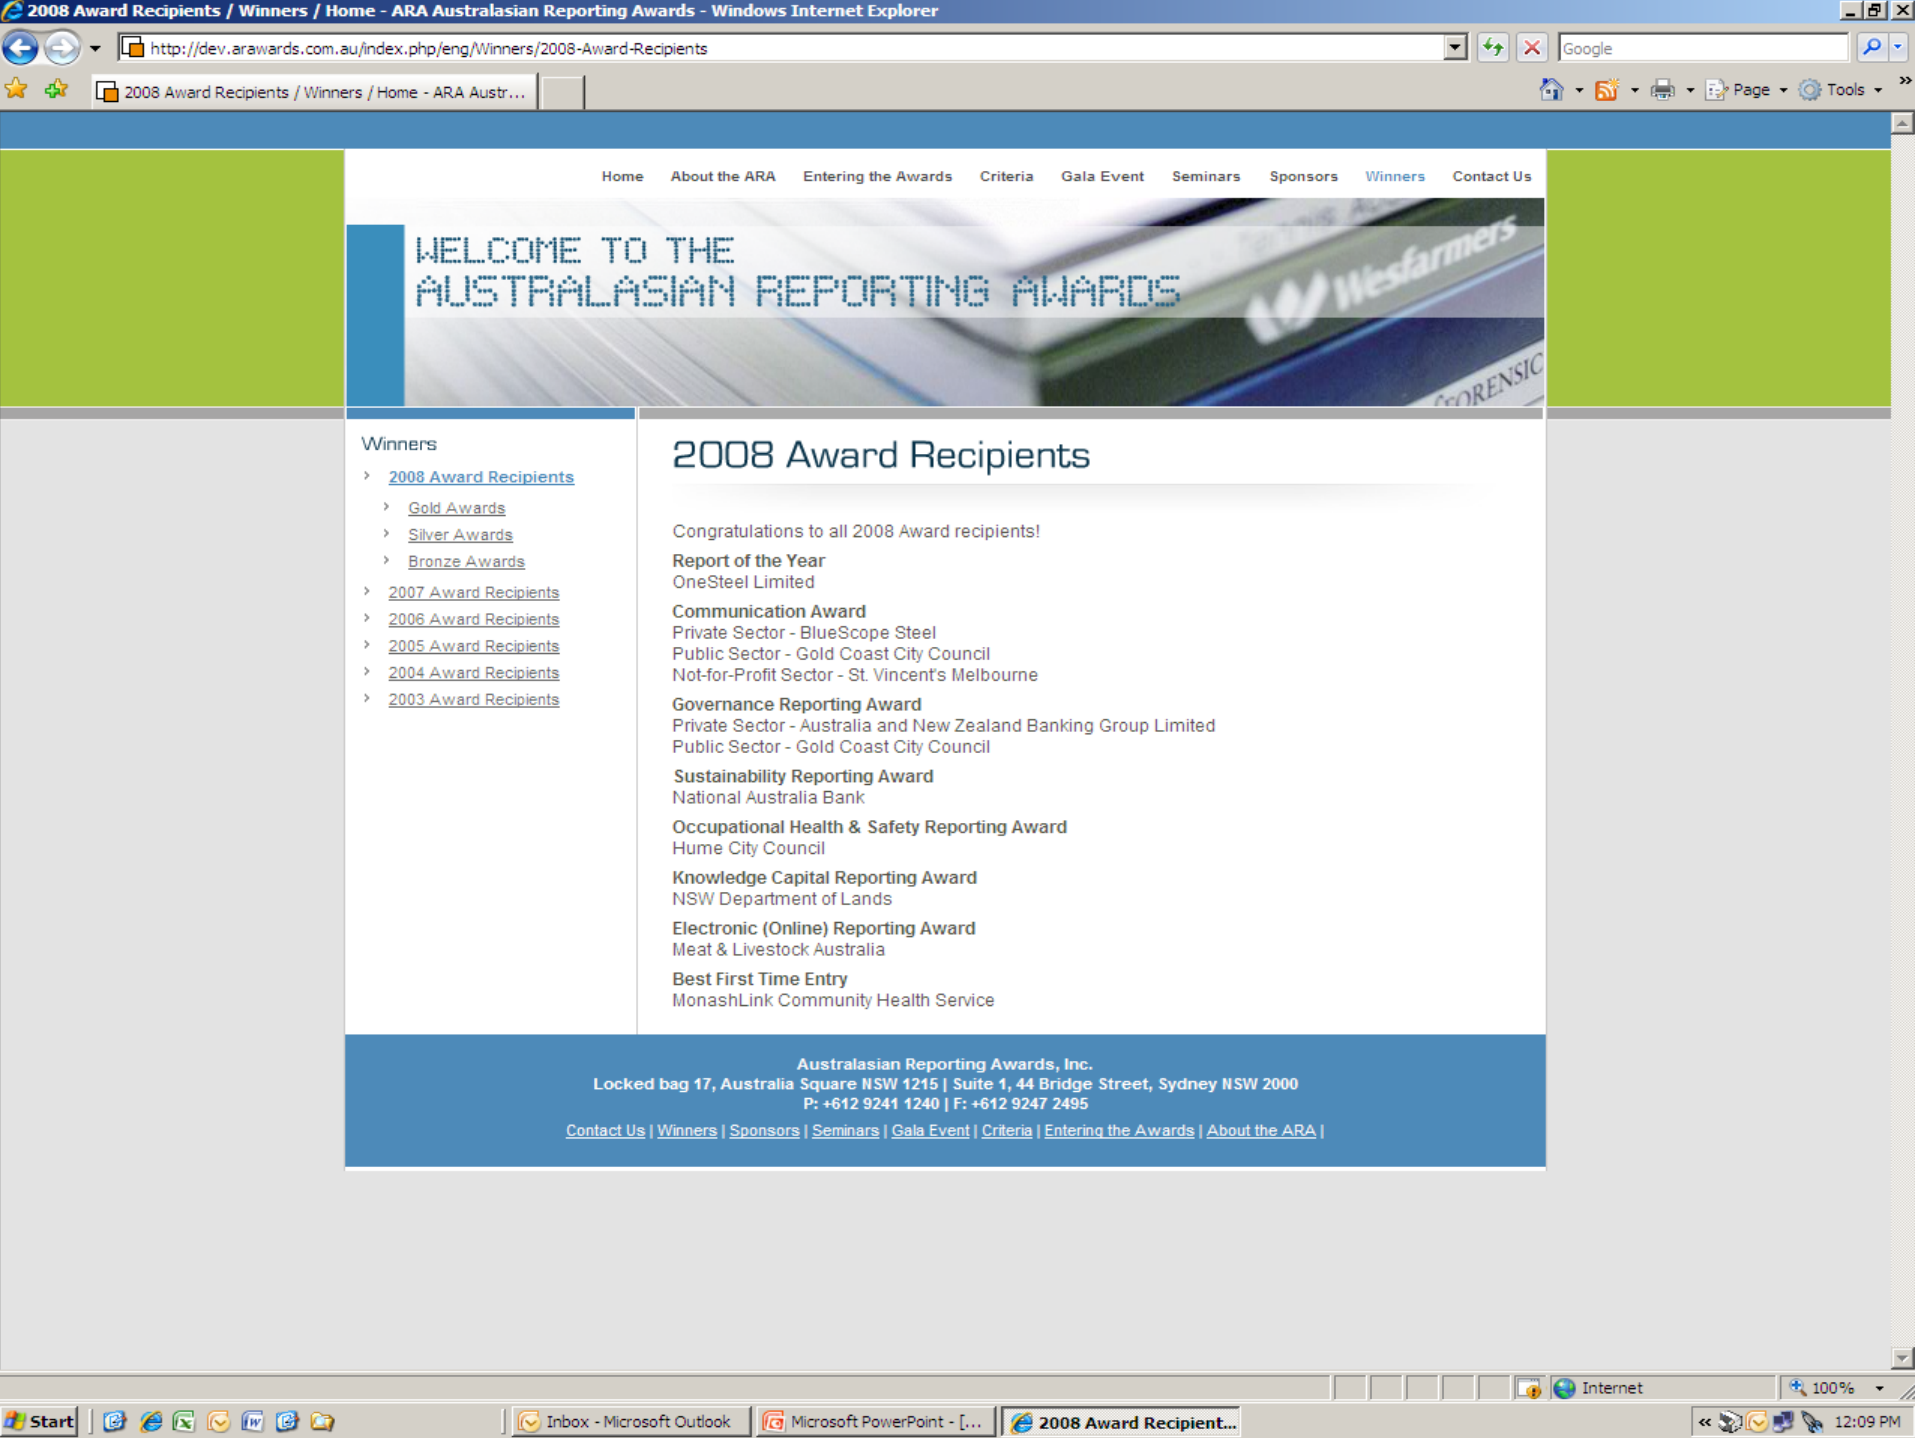 2008 Award Recipients / Winners / Home - ARA Australasian Reporting Awards - Windows Internet Explorer
http://dev.arawards.com.au/index.php/eng/Winners/2008-Award-Recipients
Google
2008 Award Recipients / Winners / Home - ARA Austr...
Page
Tools
Home About the ARA Entering the Awards Criteria Gala Event Seminars Sponsors Winners Contact Us
WELCOME TO THE
AUSTRALASIAN REPORTING AWARDS
Wesfarmers
FORENSIC
Winners
2008 Award Recipients
Gold Awards
Silver Awards
Bronze Awards
2007 Award Recipients
2006 Award Recipients
2005 Award Recipients
2004 Award Recipients
2003 Award Recipients
2008 Award Recipients
Congratulations to all 2008 Award recipients!
Report of the Year
OneSteel Limited
Communication Award
Private Sector - BlueScope Steel
Public Sector - Gold Coast City Council
Not-for-Profit Sector - St. Vincent's Melbourne
Governance Reporting Award
Private Sector - Australia and New Zealand Banking Group Limited
Public Sector - Gold Coast City Council
Sustainability Reporting Award
National Australia Bank
Occupational Health & Safety Reporting Award
Hume City Council
Knowledge Capital Reporting Award
NSW Department of Lands
Electronic (Online) Reporting Award
Meat & Livestock Australia
Best First Time Entry
MonashLink Community Health Service
Australasian Reporting Awards, Inc.
Locked bag 17, Australia Square NSW 1215 | Suite 1, 44 Bridge Street, Sydney NSW 2000
P: +612 9241 1240 | F: +612 9247 2495
Contact Us | Winners | Sponsors | Seminars | Gala Event | Criteria | Entering the Awards | About the ARA |
Internet
100%
Start
Inbox - Microsoft Outlook
Microsoft PowerPoint - [...
2008 Award Recipient...
12:09 PM